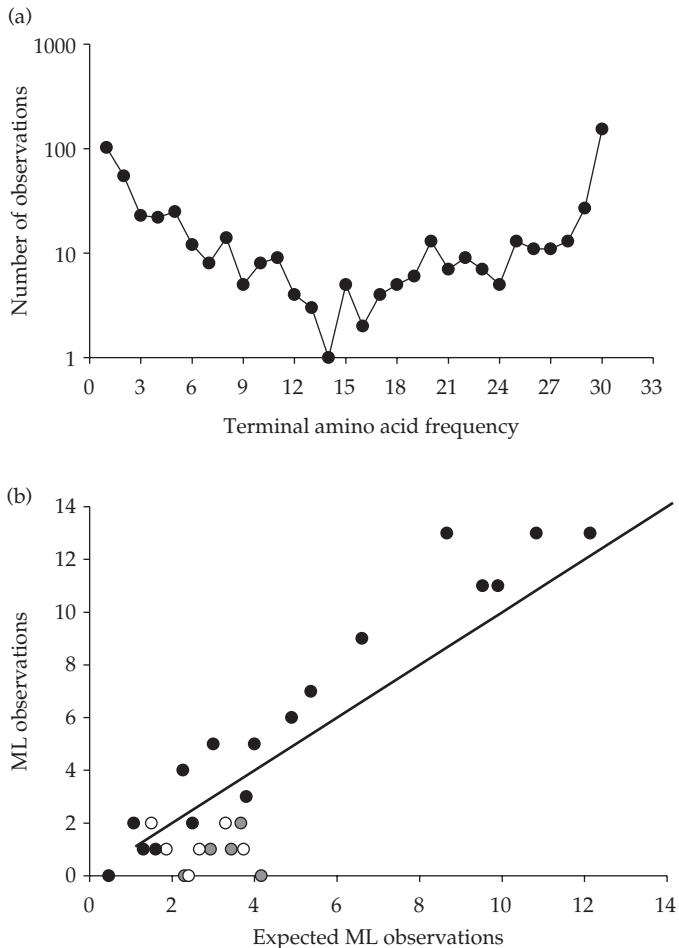 (a)
1000
100
10
1
Number of observations
0 3 6 9 12 15 18 21 24 27 30 33
Terminal amino acid frequency
(b)
14
12
10
8
6
4
2
0
ML observations
0 2 4 6 8 10 12 14
Expected ML observations